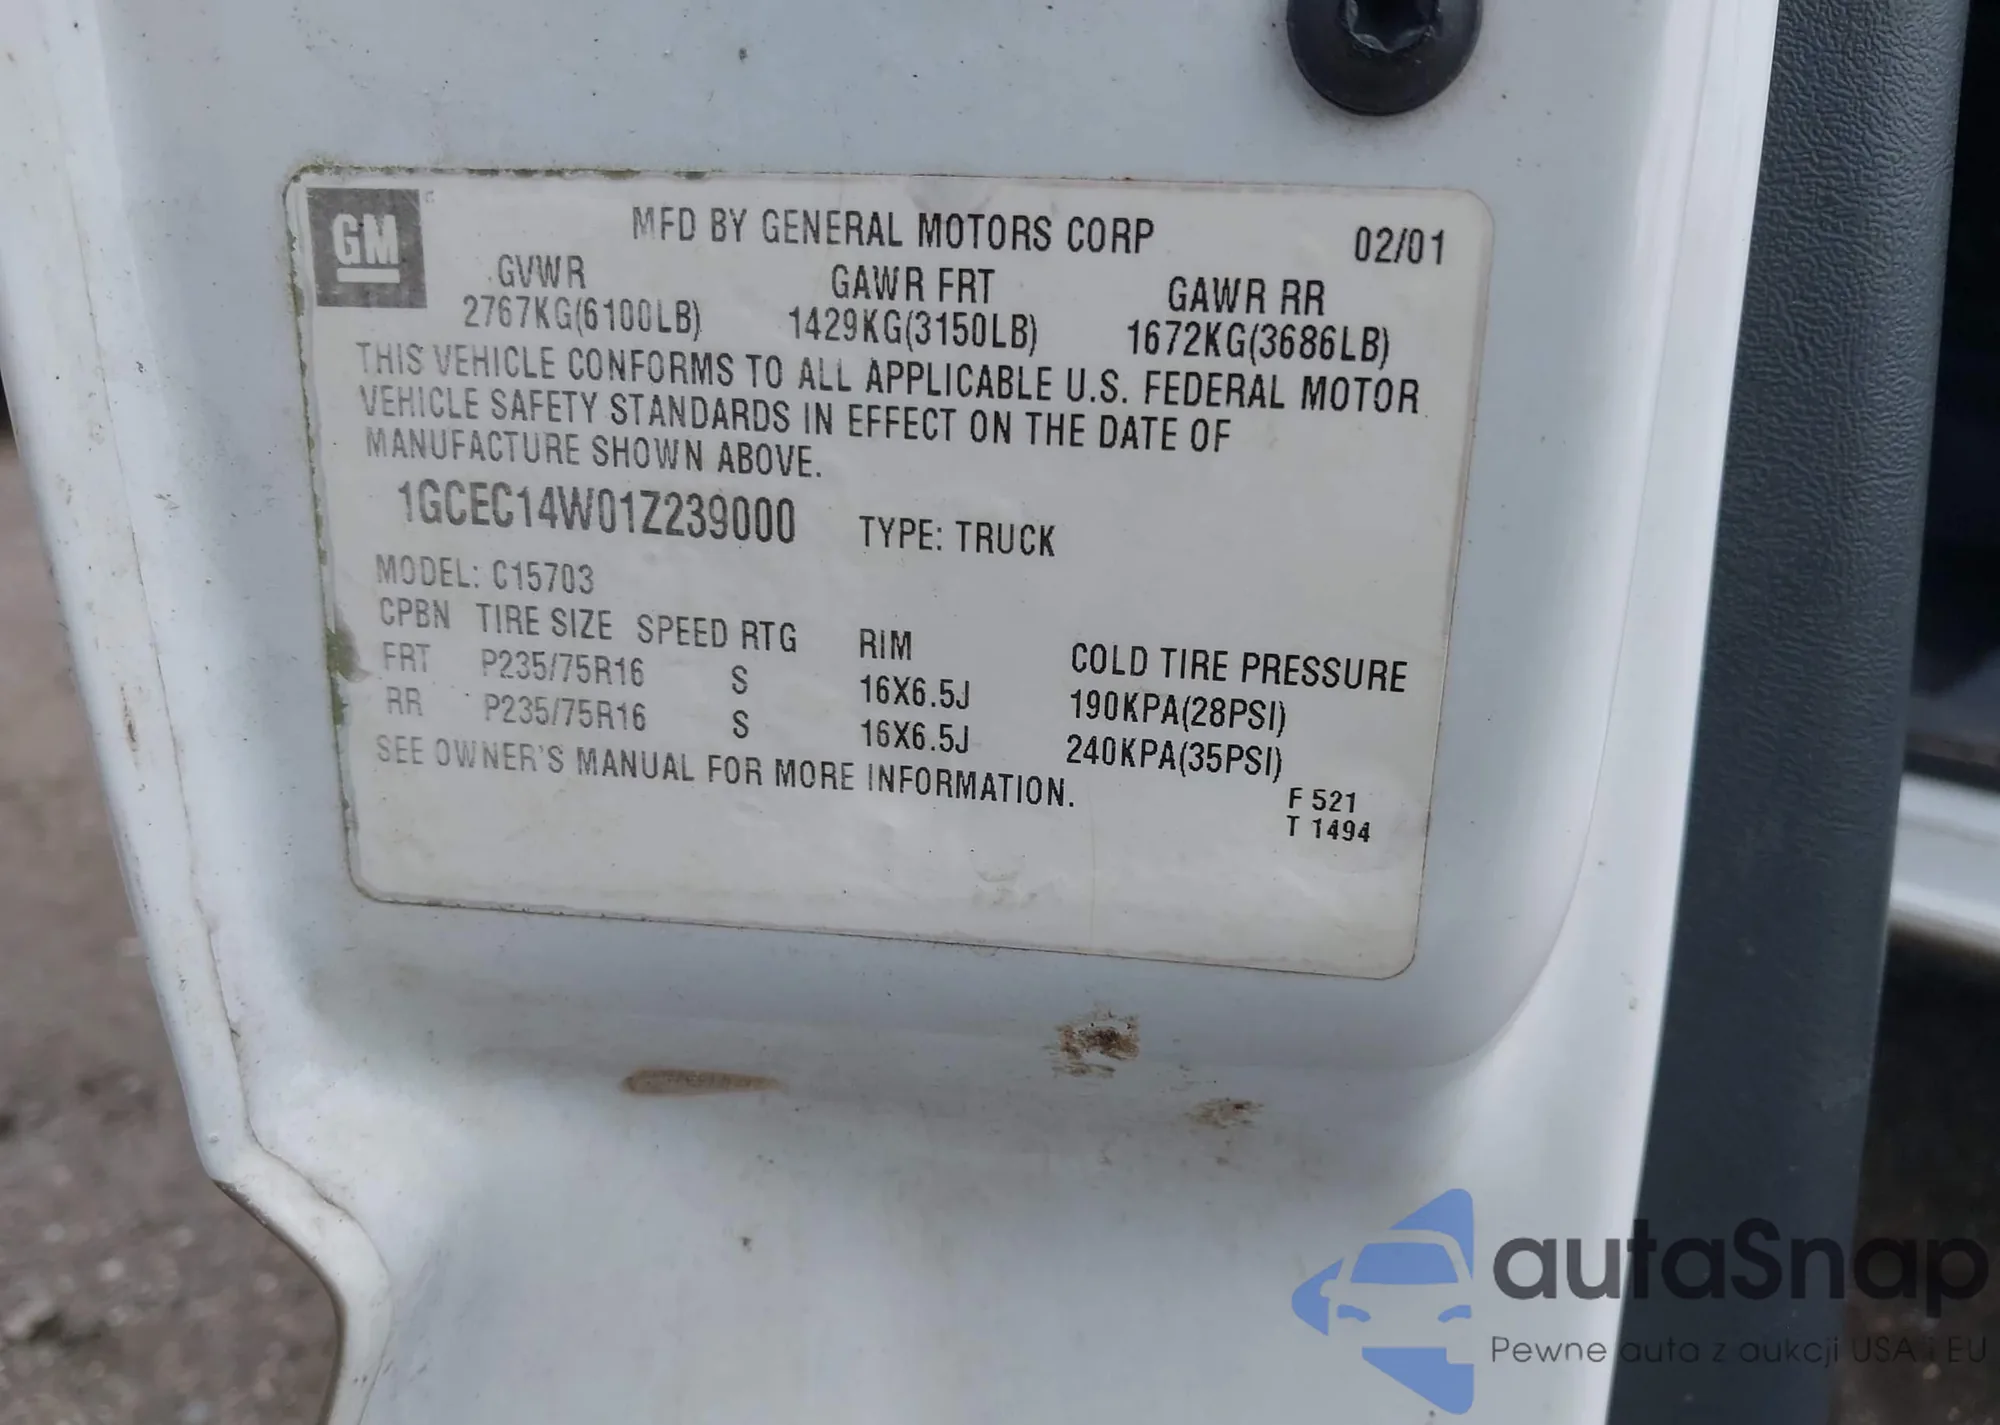 GM
MFD BY GENERAL MOTORS CORP 02/01
GVWR GAWR FRT GAWR RR
2767KG(6100LB) 1429KG(3150LB) 1672KG(3686LB)
THIS VEHICLE CONFORMS TO ALL APPLICABLE U.S. FEDERAL MOTOR
VEHICLE SAFETY STANDARDS IN EFFECT ON THE DATE OF
MANUFACTURE SHOWN ABOVE.
1GCEC14W01Z239000 TYPE: TRUCK
MODEL: C15703
CPBN TIRE SIZE SPEED RTG RIM COLD TIRE PRESSURE
FRT P235/75R16 S 16X6.5J 190KPA(28PSI)
RR P235/75R16 S 16X6.5J 240KPA(35PSI)
SEE OWNER'S MANUAL FOR MORE INFORMATION.
F 521
T 1494
autaSnap
Pewne auta z aukcji USA i EU